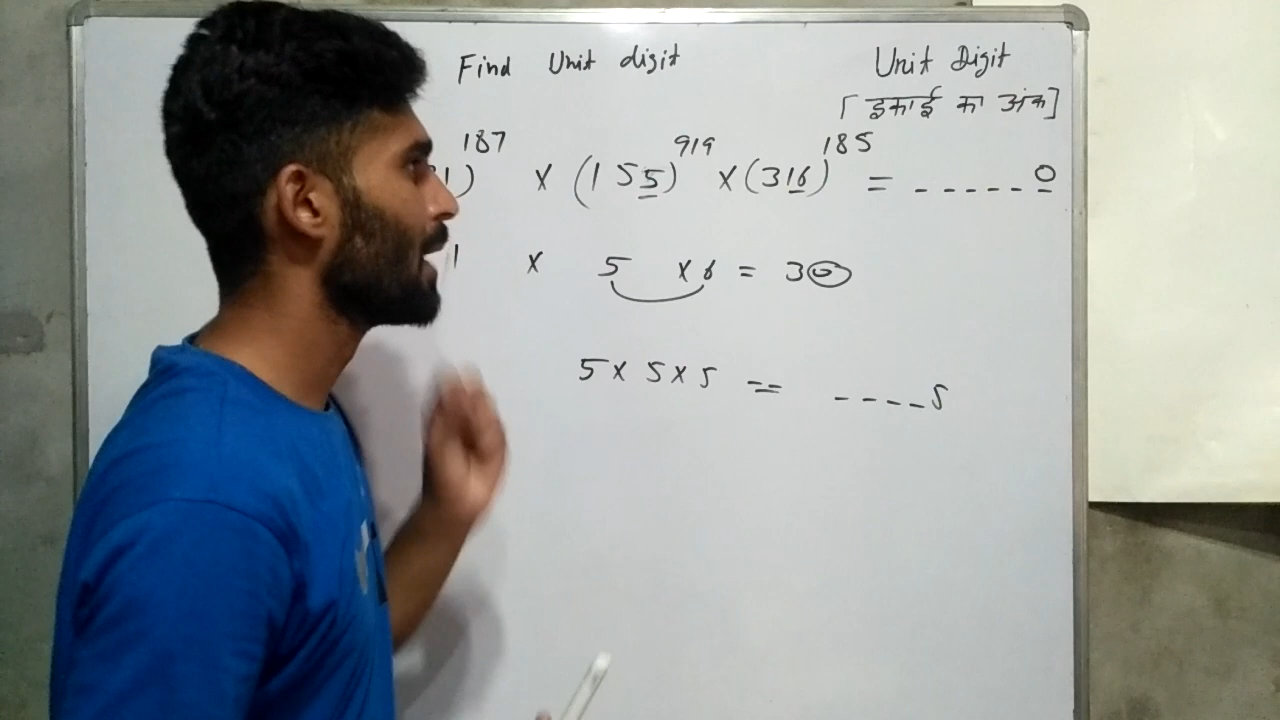 Find Unit digit
Unit Digit
[इकाई का अंक]
1)^187 × (155)^919 × (316)^185 = -----0
1 × 5 × 6 = 30
5 × 5 × 5 = ----5